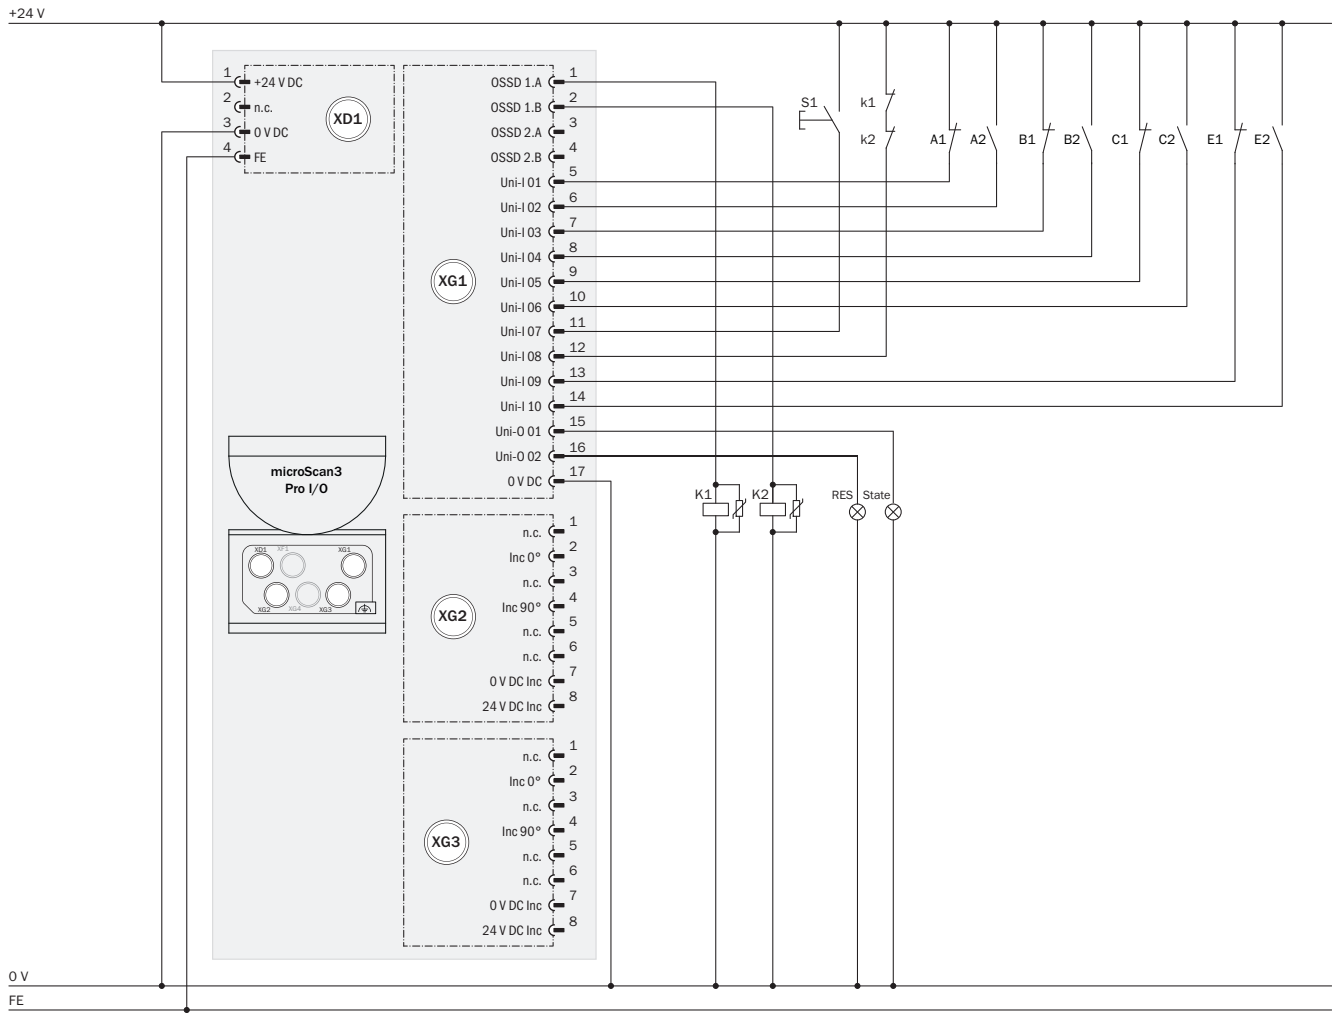 +24 V
1 +24 V DC
2 n.c.
3 0 V DC
4 FE
XD1
XG1
OSSD 1.A 1
OSSD 1.B 2
OSSD 2.A 3
OSSD 2.B 4
Uni-I 01 5
Uni-I 02 6
Uni-I 03 7
Uni-I 04 8
Uni-I 05 9
Uni-I 06 10
Uni-I 07 11
Uni-I 08 12
Uni-I 09 13
Uni-I 10 14
Uni-O 01 15
Uni-O 02 16
0 V DC 17
S1
k1
k2
A1 A2 B1 B2 C1 C2 E1 E2
K1 K2 RES State
microScan3
Pro I/O
XD1 XF1 XG1
XG2 XG4 XG3
XG2
n.c. 1
Inc 0° 2
n.c. 3
Inc 90° 4
n.c. 5
n.c. 6
0 V DC Inc 7
24 V DC Inc 8
XG3
n.c. 1
Inc 0° 2
n.c. 3
Inc 90° 4
n.c. 5
n.c. 6
0 V DC Inc 7
24 V DC Inc 8
0 V
FE